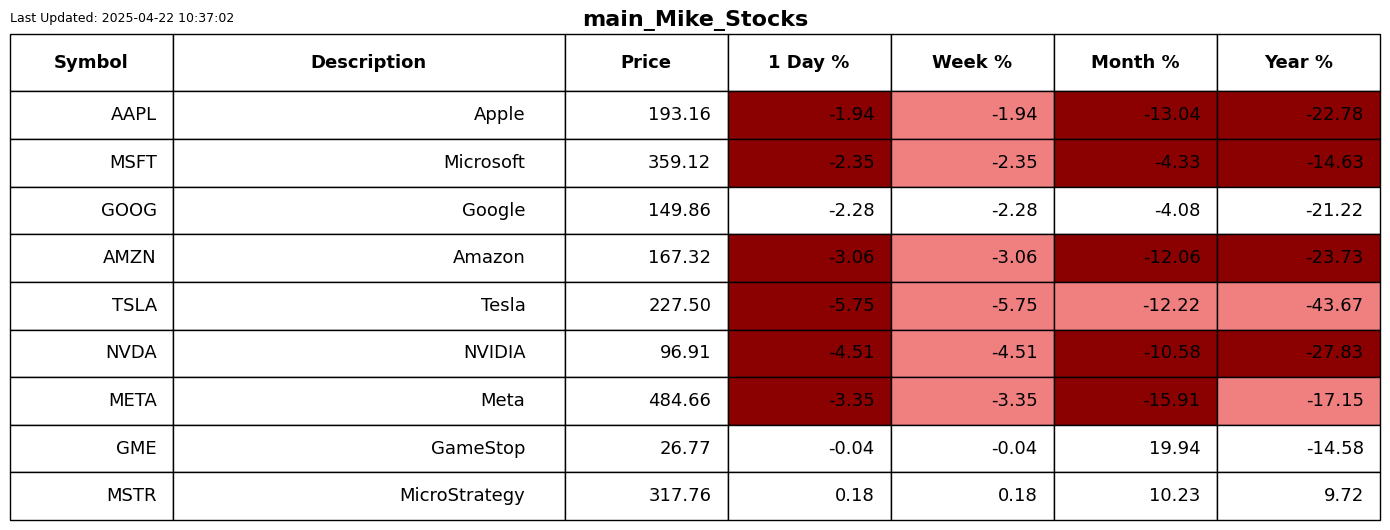 Last Updated: 2025-04-22 10:37:02
main_Mike_Stocks
Symbol Description Price 1 Day % Week % Month % Year %
AAPL Apple 193.16 -1.94 -1.94 -13.04 -22.78
MSFT Microsoft 359.12 -2.35 -2.35 -4.33 -14.63
GOOG Google 149.86 -2.28 -2.28 -4.08 -21.22
AMZN Amazon 167.32 -3.06 -3.06 -12.06 -23.73
TSLA Tesla 227.50 -5.75 -5.75 -12.22 -43.67
NVDA NVIDIA 96.91 -4.51 -4.51 -10.58 -27.83
META Meta 484.66 -3.35 -3.35 -15.91 -17.15
GME GameStop 26.77 -0.04 -0.04 19.94 -14.58
MSTR MicroStrategy 317.76 0.18 0.18 10.23 9.72